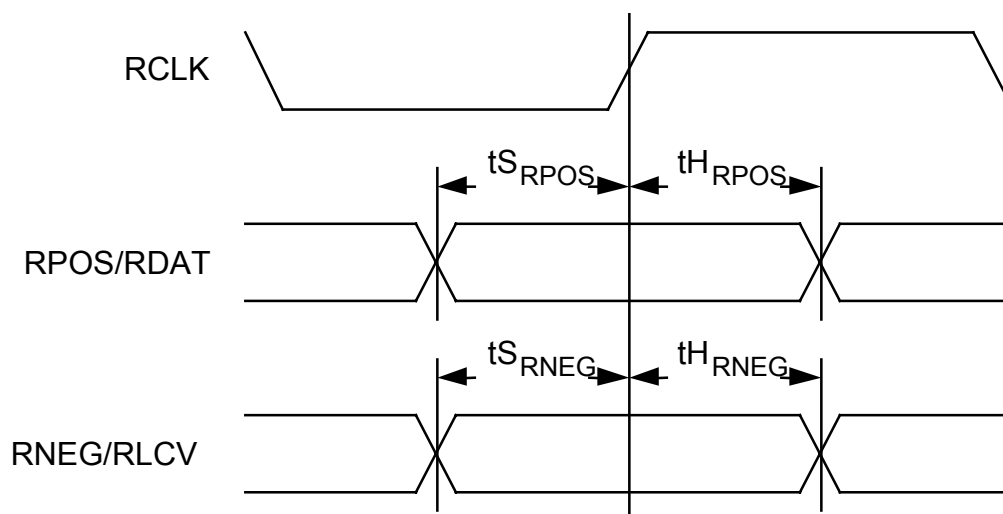 RCLK
tSRPOS tHRPOS
RPOS/RDAT
tSRNEG tHRNEG
RNEG/RLCV